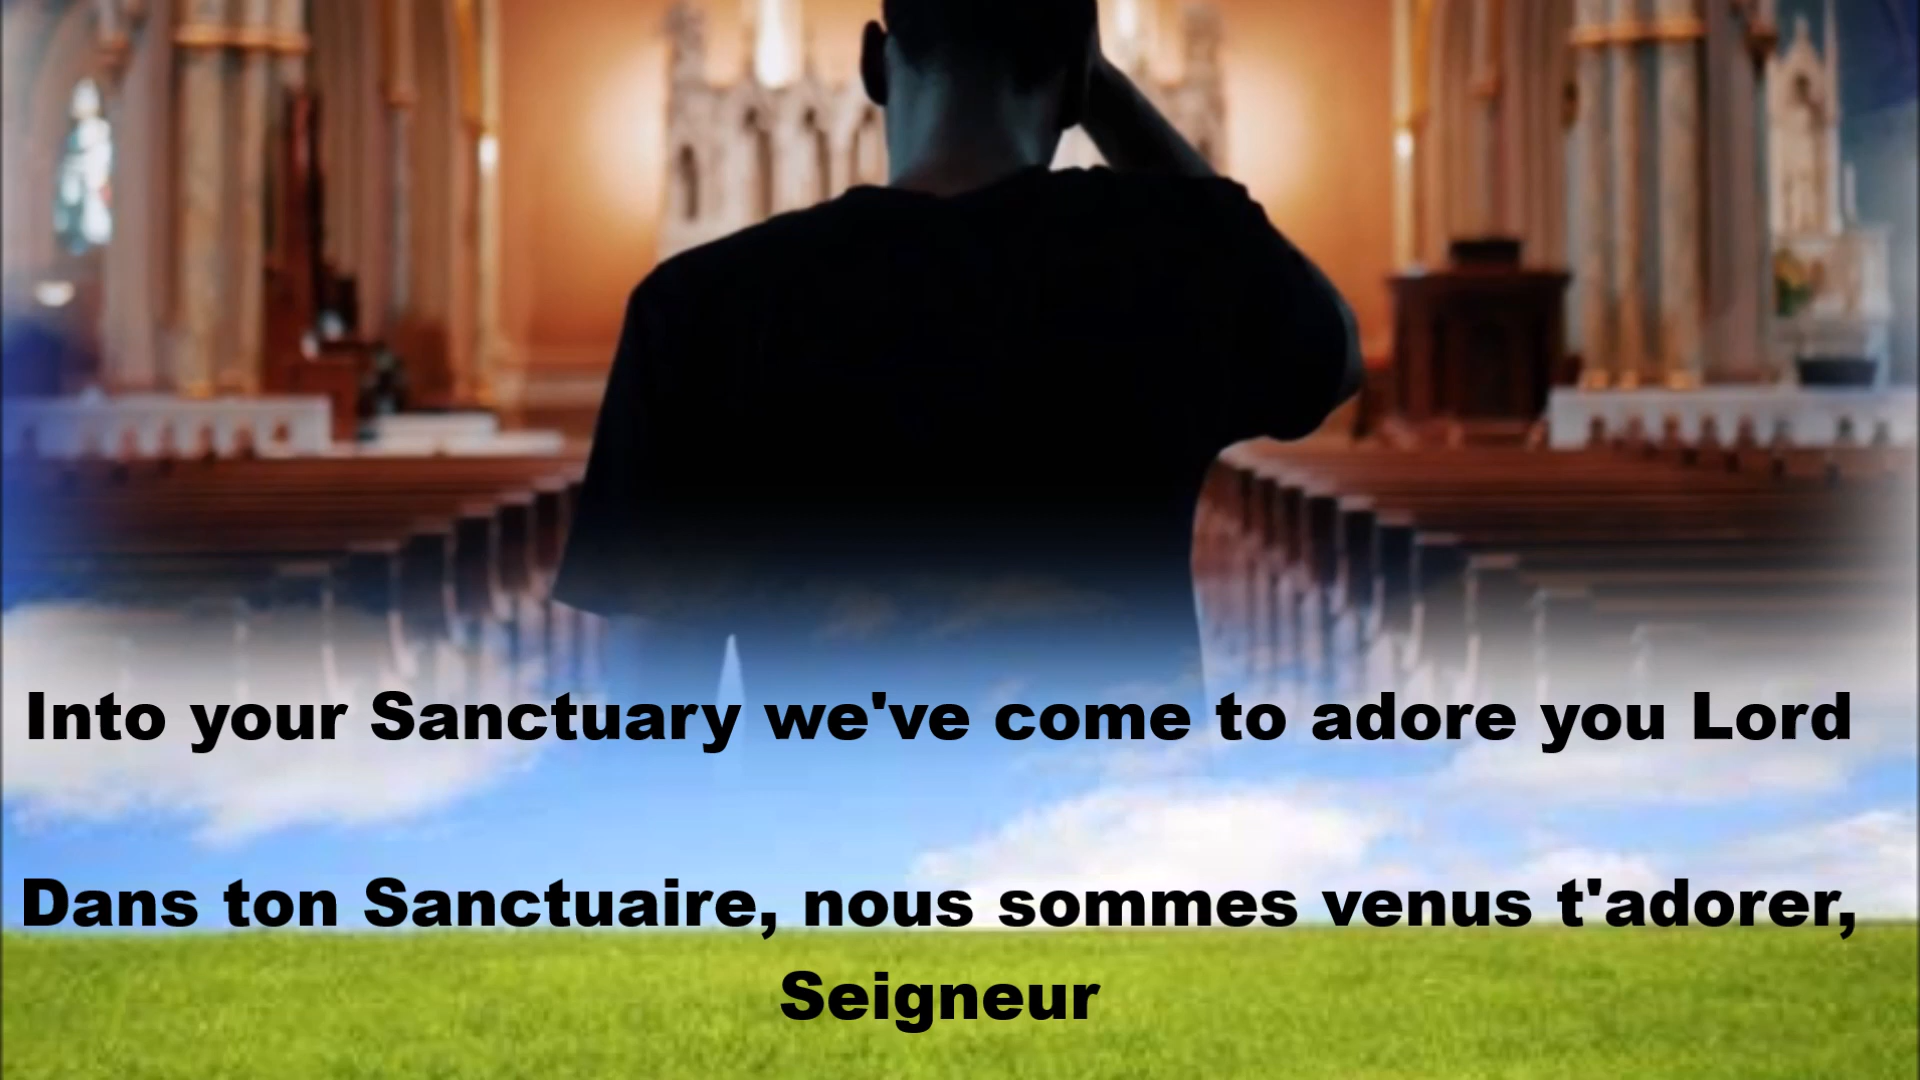 Into your Sanctuary we've come to adore you Lord
Dans ton Sanctuaire, nous sommes venus t'adorer,
Seigneur